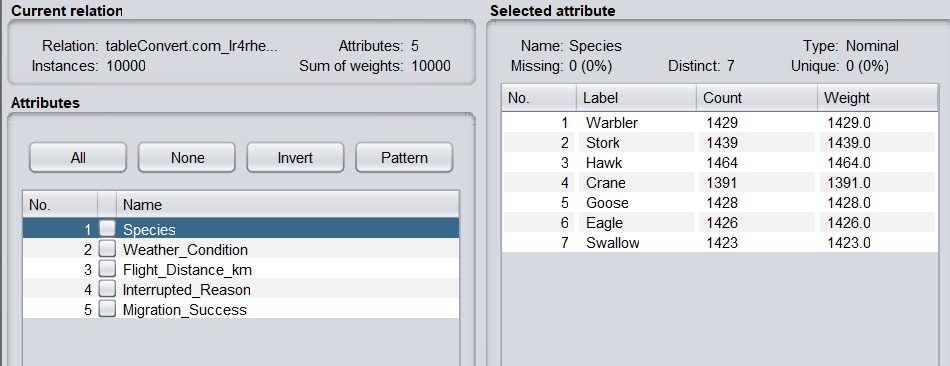 Current relation
Relation: tableConvert.com_lr4rhe... Attributes: 5
Instances: 10000 Sum of weights: 10000
Attributes
All None Invert Pattern
No. Name
1 Species
2 Weather_Condition
3 Flight_Distance_km
4 Interrupted_Reason
5 Migration_Success
Selected attribute
Name: Species Type: Nominal
Missing: 0 (0%) Distinct: 7 Unique: 0 (0%)
No. Label Count Weight
1 Warbler 1429 1429.0
2 Stork 1439 1439.0
3 Hawk 1464 1464.0
4 Crane 1391 1391.0
5 Goose 1428 1428.0
6 Eagle 1426 1426.0
7 Swallow 1423 1423.0